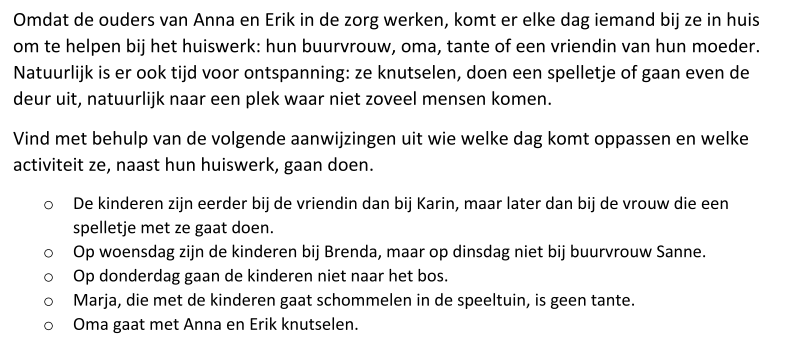 Omdat de ouders van Anna en Erik in de zorg werken, komt er elke dag iemand bij ze in huis
om te helpen bij het huiswerk: hun buurvrouw, oma, tante of een vriendin van hun moeder.
Natuurlijk is er ook tijd voor ontspanning: ze knutselen, doen een spelletje of gaan even de
deur uit, natuurlijk naar een plek waar niet zoveel mensen komen.
Vind met behulp van de volgende aanwijzingen uit wie welke dag komt oppassen en welke
activiteit ze, naast hun huiswerk, gaan doen.
o De kinderen zijn eerder bij de vriendin dan bij Karin, maar later dan bij de vrouw die een
spelletje met ze gaat doen.
o Op woensdag zijn de kinderen bij Brenda, maar op dinsdag niet bij buurvrouw Sanne.
o Op donderdag gaan de kinderen niet naar het bos.
o Marja, die met de kinderen gaat schommelen in de speeltuin, is geen tante.
o Oma gaat met Anna en Erik knutselen.